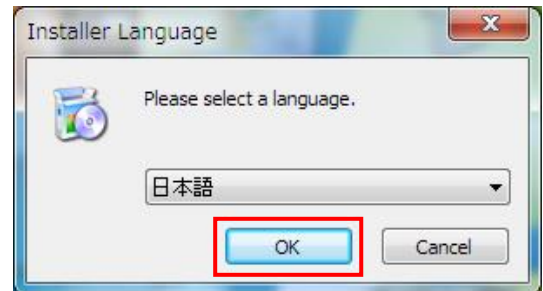 Installer Language
Please select a language.
日本語
OK
Cancel